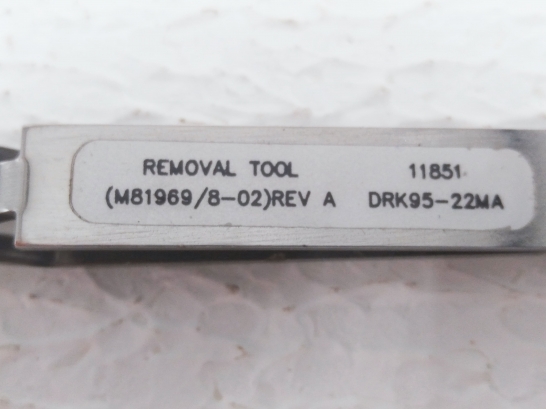 REMOVAL TOOL 11851
(M81969/8-02)REV A DRK95-22MA